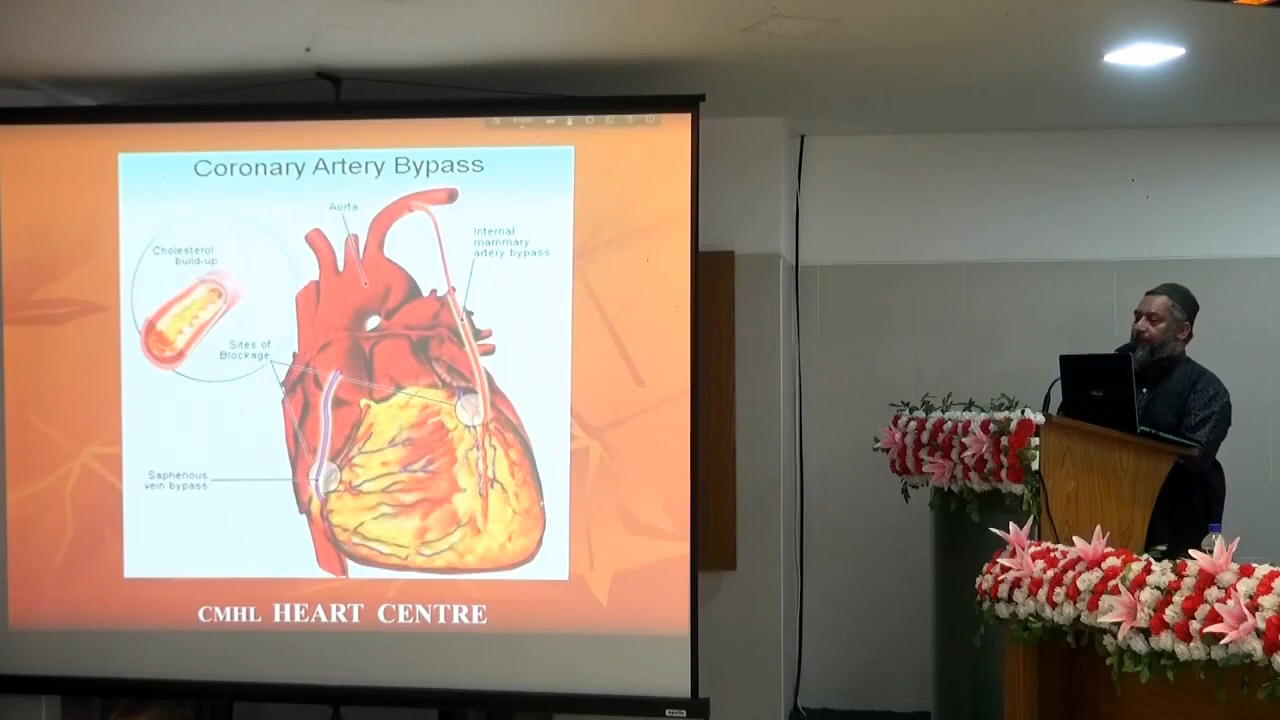 Coronary Artery Bypass
Aorta
Internal
mammary
artery bypass
Cholesterol
build-up
Sites of
Blockage
Saphenous
vein bypass
CMHL HEART CENTRE